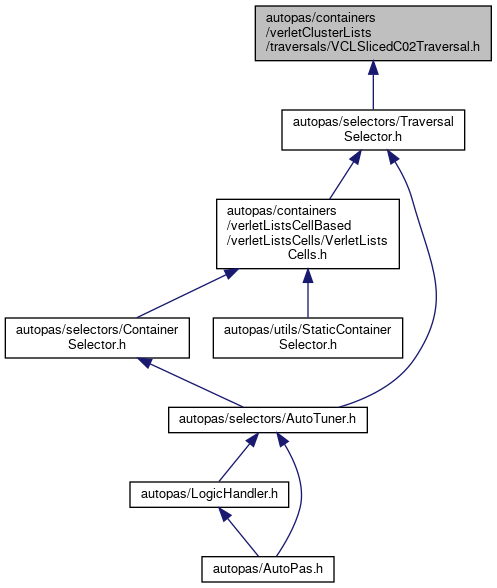 autopas/containers
/verletClusterLists
/traversals/VCLSlicedC02Traversal.h
autopas/selectors/Traversal
Selector.h
autopas/containers
/verletListsCellBased
/verletListsCells/VerletLists
Cells.h
autopas/selectors/Container
Selector.h
autopas/utils/StaticContainer
Selector.h
autopas/selectors/AutoTuner.h
autopas/LogicHandler.h
autopas/AutoPas.h